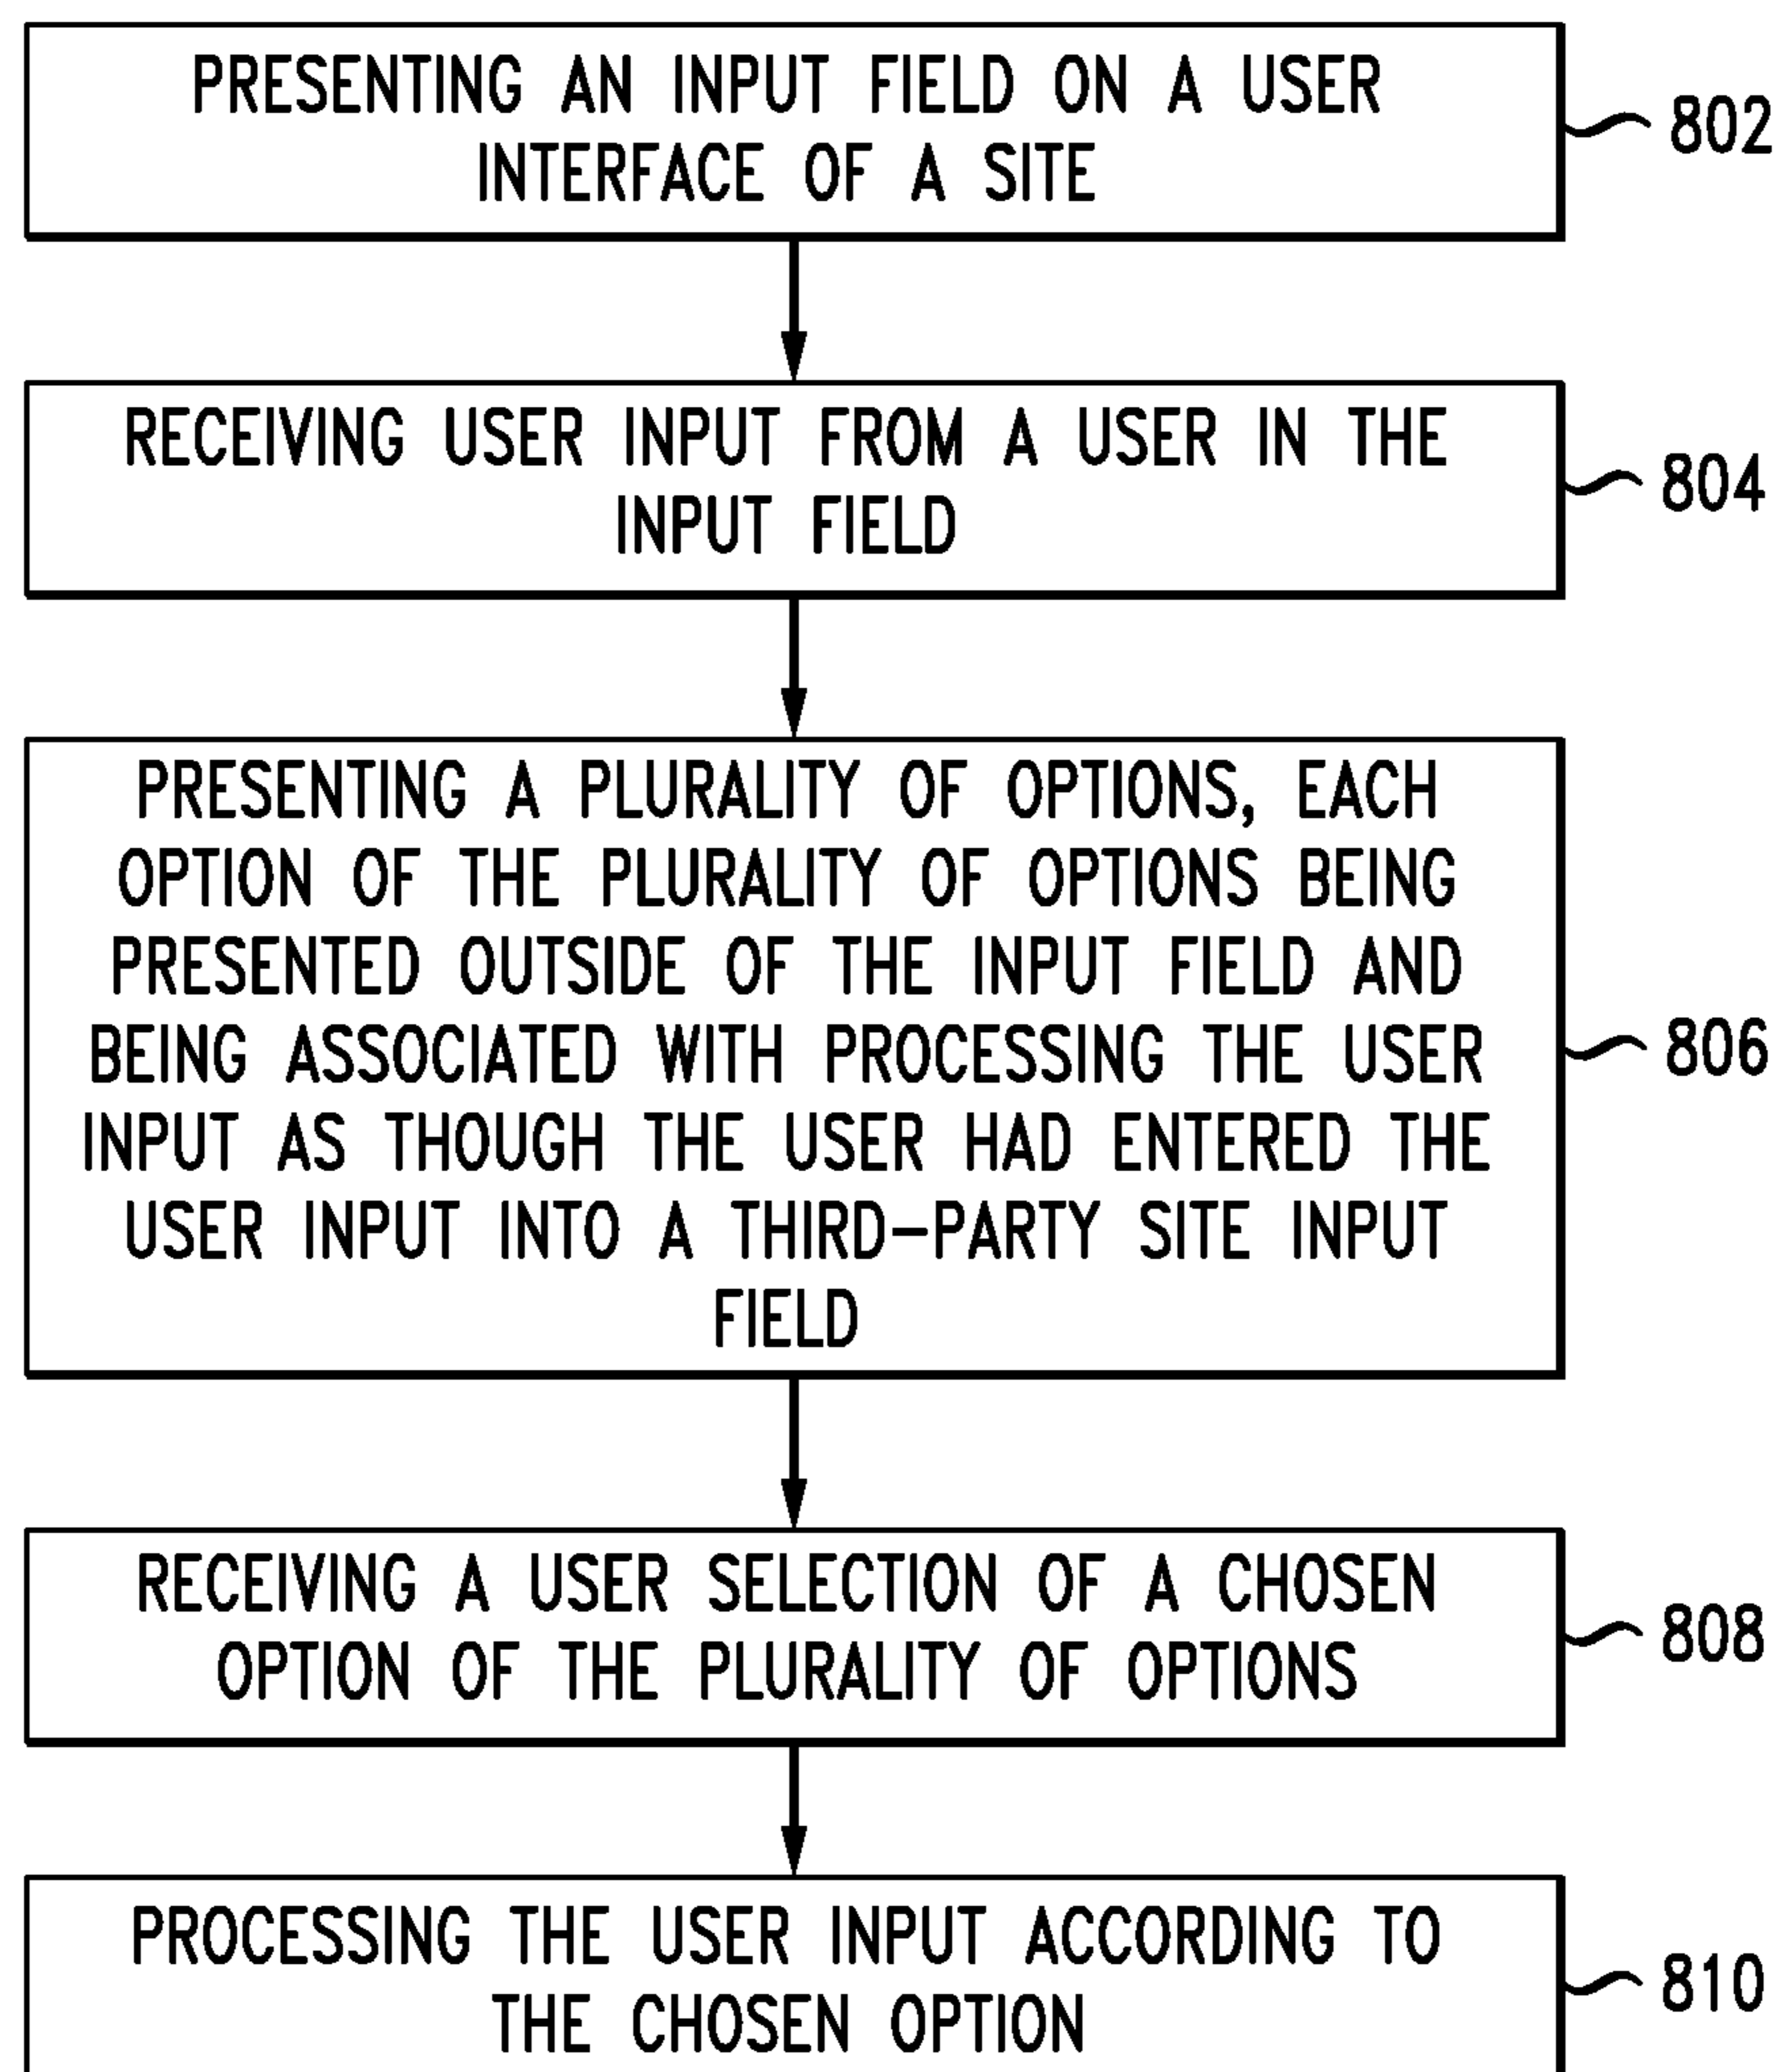 PRESENTING AN INPUT FIELD ON A USER
INTERFACE OF A SITE
802
RECEIVING USER INPUT FROM A USER IN THE
INPUT FIELD
804
PRESENTING A PLURALITY OF OPTIONS, EACH
OPTION OF THE PLURALITY OF OPTIONS BEING
PRESENTED OUTSIDE OF THE INPUT FIELD AND
BEING ASSOCIATED WITH PROCESSING THE USER
INPUT AS THOUGH THE USER HAD ENTERED THE
USER INPUT INTO A THIRD-PARTY SITE INPUT
FIELD
806
RECEIVING A USER SELECTION OF A CHOSEN
OPTION OF THE PLURALITY OF OPTIONS
808
PROCESSING THE USER INPUT ACCORDING TO
THE CHOSEN OPTION
810